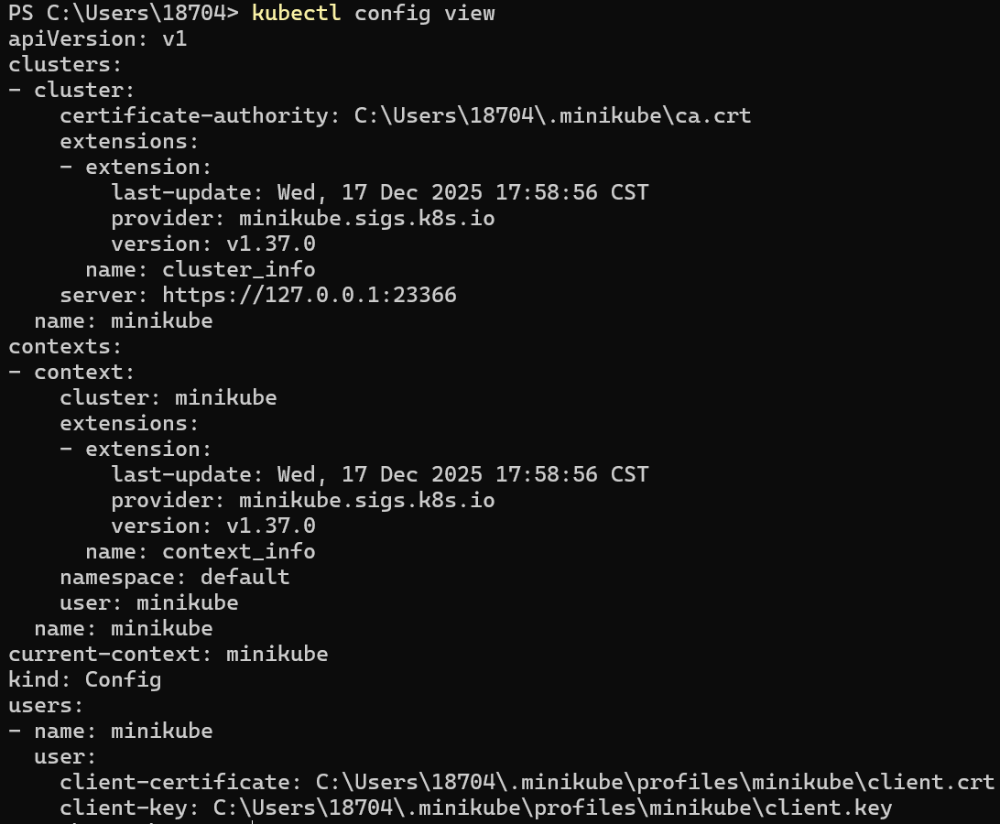 PS C:\Users\18704> kubectl config view
apiVersion: v1
clusters:
- cluster:
    certificate-authority: C:\Users\18704\.minikube\ca.crt
    extensions:
    - extension:
        last-update: Wed, 17 Dec 2025 17:58:56 CST
        provider: minikube.sigs.k8s.io
        version: v1.37.0
      name: cluster_info
    server: https://127.0.0.1:23366
  name: minikube
contexts:
- context:
    cluster: minikube
    extensions:
    - extension:
        last-update: Wed, 17 Dec 2025 17:58:56 CST
        provider: minikube.sigs.k8s.io
        version: v1.37.0
      name: context_info
    namespace: default
    user: minikube
  name: minikube
current-context: minikube
kind: Config
users:
- name: minikube
  user:
    client-certificate: C:\Users\18704\.minikube\profiles\minikube\client.crt
    client-key: C:\Users\18704\.minikube\profiles\minikube\client.key